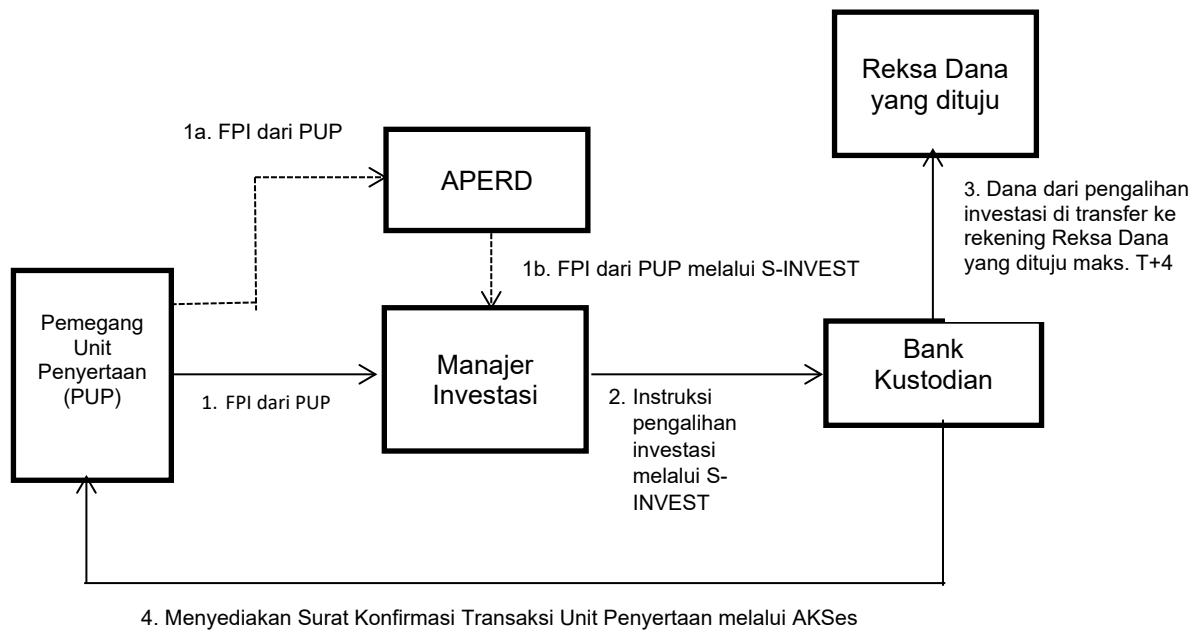 Reksa Dana
yang dituju
1a. FPI dari PUP
APERD
3. Dana dari pengalihan
investasi di transfer ke
rekening Reksa Dana
yang dituju maks. T+4
1b. FPI dari PUP melalui S-INVEST
Pemegang
Unit
Penyertaan
(PUP)
Manajer
Investasi
Bank
Kustodian
1. FPI dari PUP
2. Instruksi
pengalihan
investasi
melalui S-
INVEST
4. Menyediakan Surat Konfirmasi Transaksi Unit Penyertaan melalui AKSes